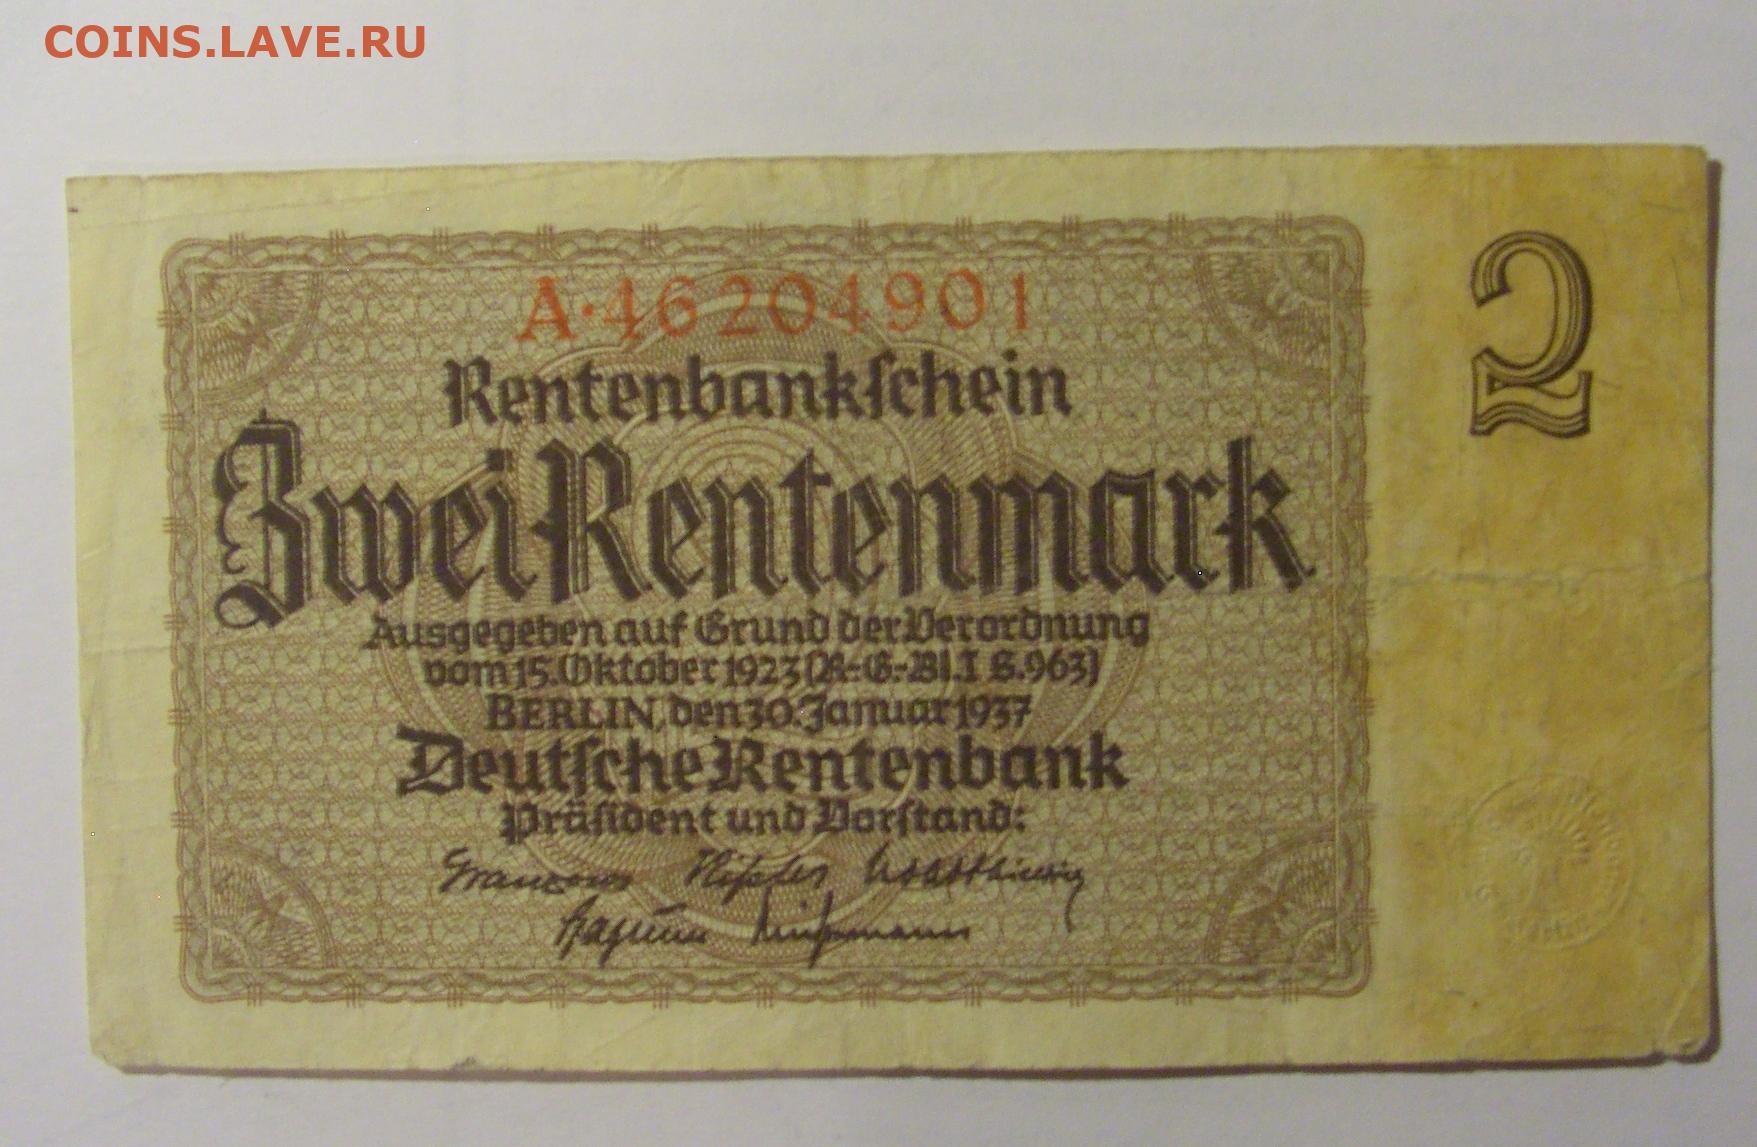 COINS.LAVE.RU
A·46204901
2
Rentenbankschein
Zwei Rentenmark
Ausgegeben auf Grund der Verordnung
vom 15. Oktober 1923 (R.-G.-Bl. I S. 963)
BERLIN, den 30. Januar 1937
Deutsche Rentenbank
Präsident und Vorstand: